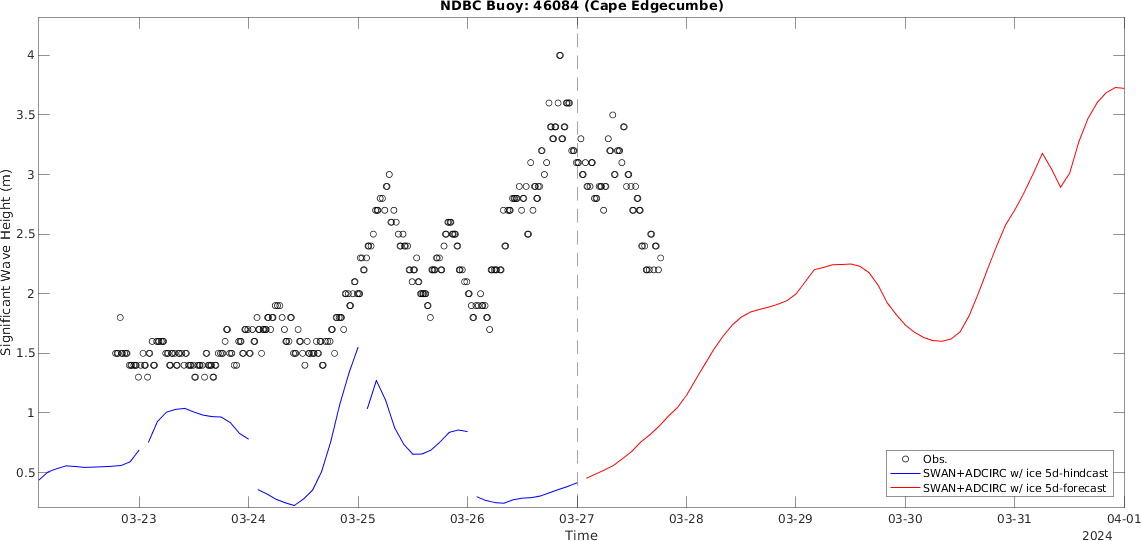 NDBC Buoy: 46084 (Cape Edgecumbe)
Significant Wave Height (m)
4
3.5
3
2.5
2
1.5
1
0.5
Obs.
SWAN+ADCIRC w/ ice 5d-hindcast
SWAN+ADCIRC w/ ice 5d-forecast
03-23 03-24 03-25 03-26 03-27 03-28 03-29 03-30 03-31 04-01
Time
2024